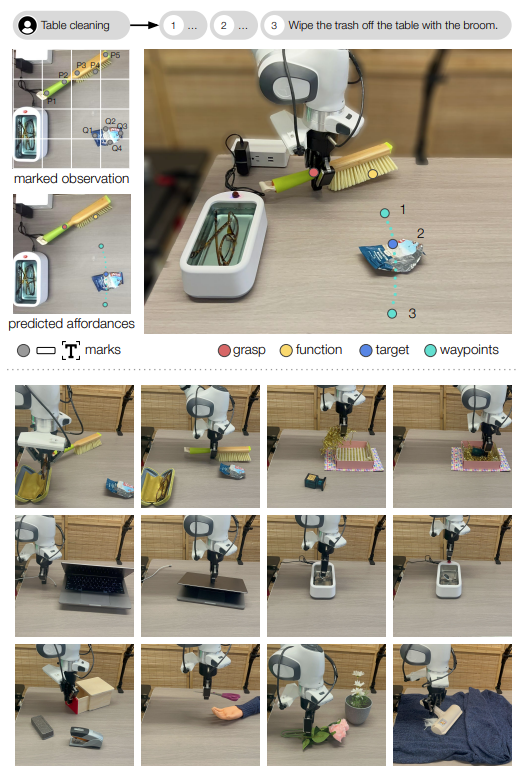 Table cleaning
1 ...
2 ...
3 Wipe the trash off the table with the broom.
P5
P3 P4
P2
P1
Q2
Q1 Q3
Q4
marked observation
predicted affordances
1
2
3
T marks
grasp
function
target
waypoints